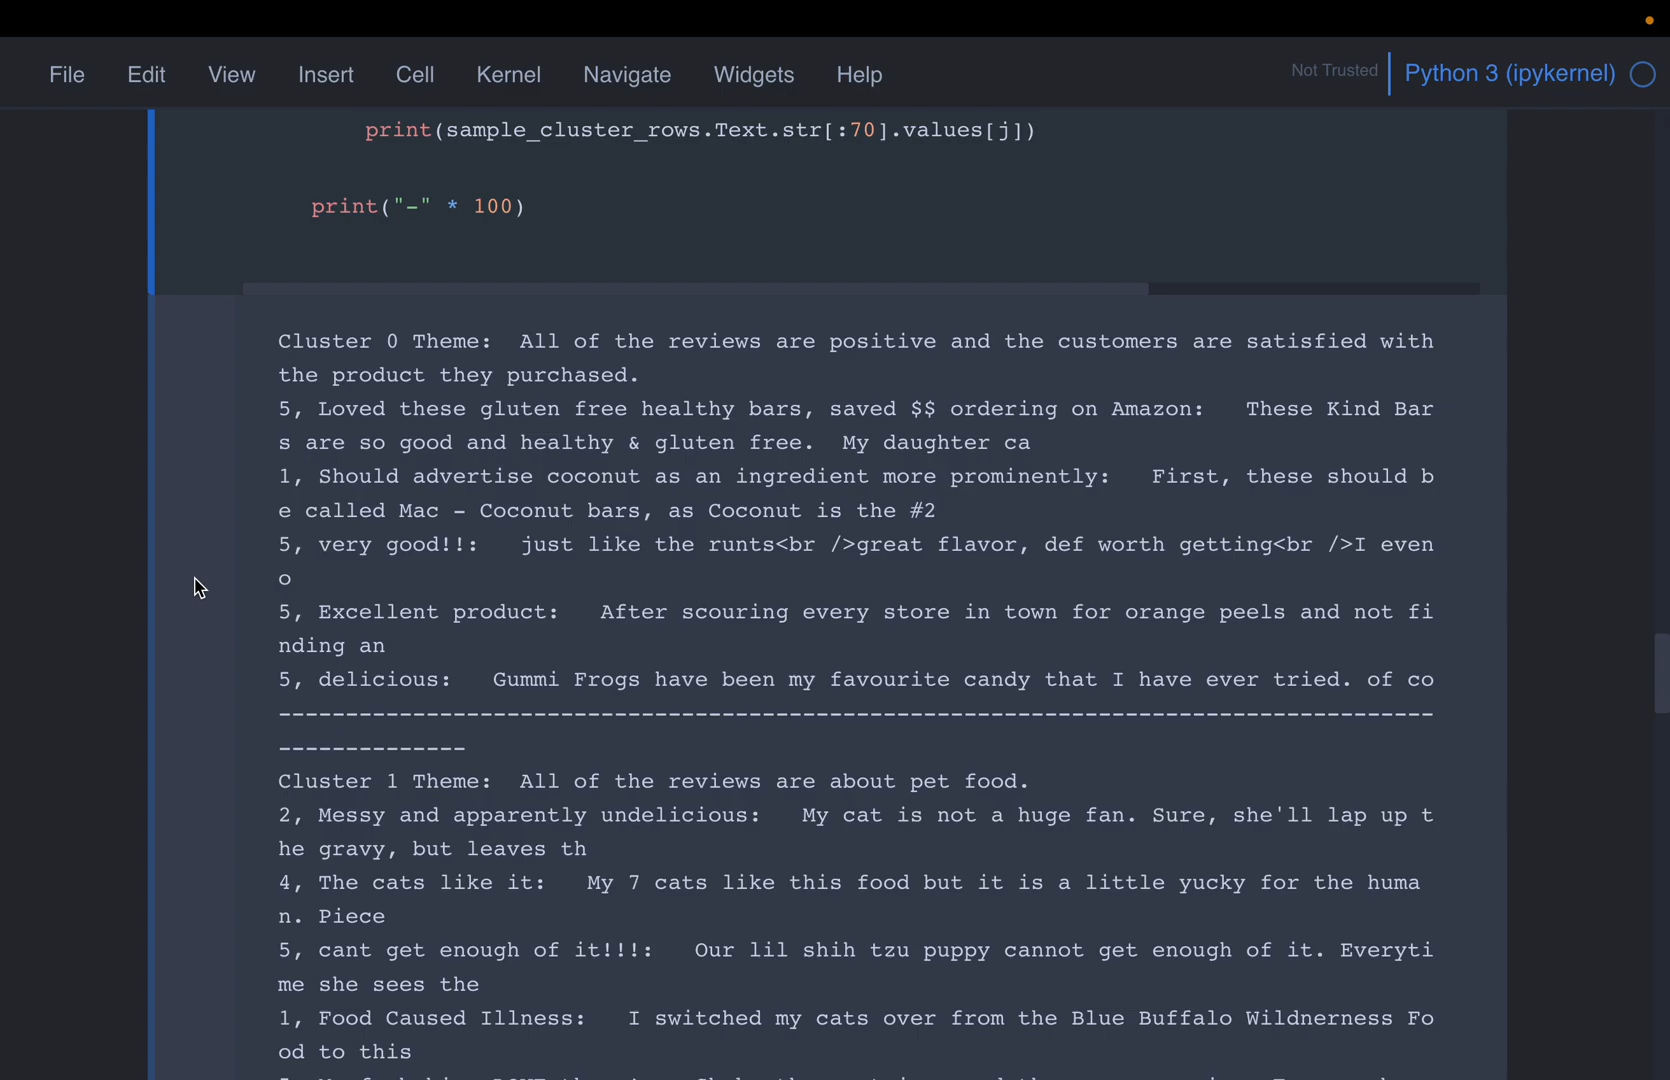 File Edit View Insert Cell Kernel Navigate Widgets Help Not Trusted Python 3 (ipykernel)
print(sample_cluster_rows.Text.str[:70].values[j])
print("-" * 100)
Cluster 0 Theme:  All of the reviews are positive and the customers are satisfied with
the product they purchased.
5, Loved these gluten free healthy bars, saved $$ ordering on Amazon:   These Kind Bar
s are so good and healthy & gluten free.  My daughter ca
1, Should advertise coconut as an ingredient more prominently:   First, these should b
e called Mac - Coconut bars, as Coconut is the #2
5, very good!!:   just like the runts<br />great flavor, def worth getting<br />I even
o
5, Excellent product:   After scouring every store in town for orange peels and not fi
nding an
5, delicious:   Gummi Frogs have been my favourite candy that I have ever tried. of co
--------------------------------------------------------------------------------------
--------------
Cluster 1 Theme:  All of the reviews are about pet food.
2, Messy and apparently undelicious:   My cat is not a huge fan. Sure, she'll lap up t
he gravy, but leaves th
4, The cats like it:   My 7 cats like this food but it is a little yucky for the huma
n. Piece
5, cant get enough of it!!!:   Our lil shih tzu puppy cannot get enough of it. Everyti
me she sees the
1, Food Caused Illness:   I switched my cats over from the Blue Buffalo Wildnerness Fo
od to this